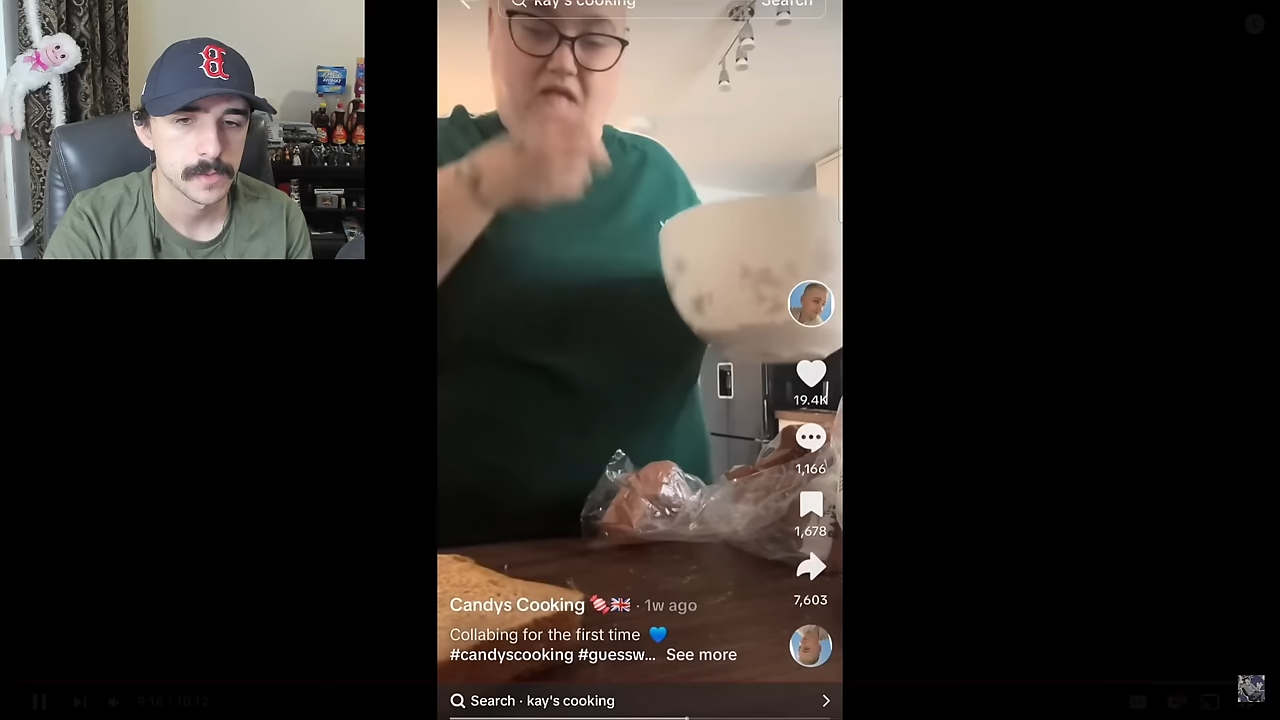 kay's cooking Search
B
19.4K
1,166
1,678
7,603
Candys Cooking · 1w ago
Collabing for the first time
#candyscooking #guessw... See more
Search · kay's cooking